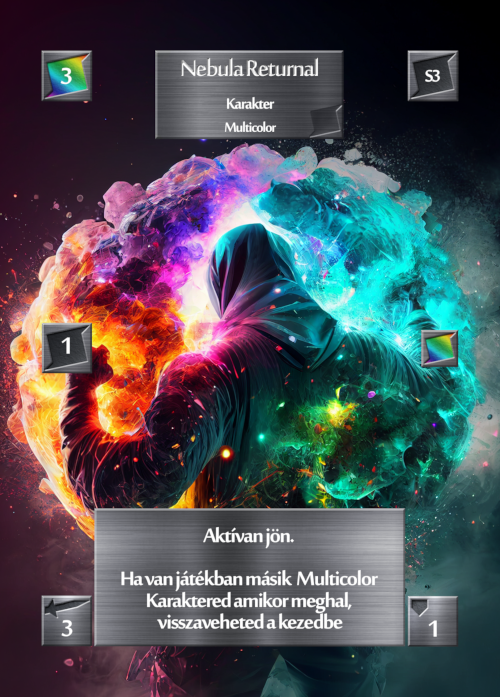 3
Nebula Returnal
S3
Karakter
Multicolor
1
Aktívan jön.
Ha van játékban másik Multicolor
Karaktered amikor meghal,
visszaveheted a kezedbe
3
1